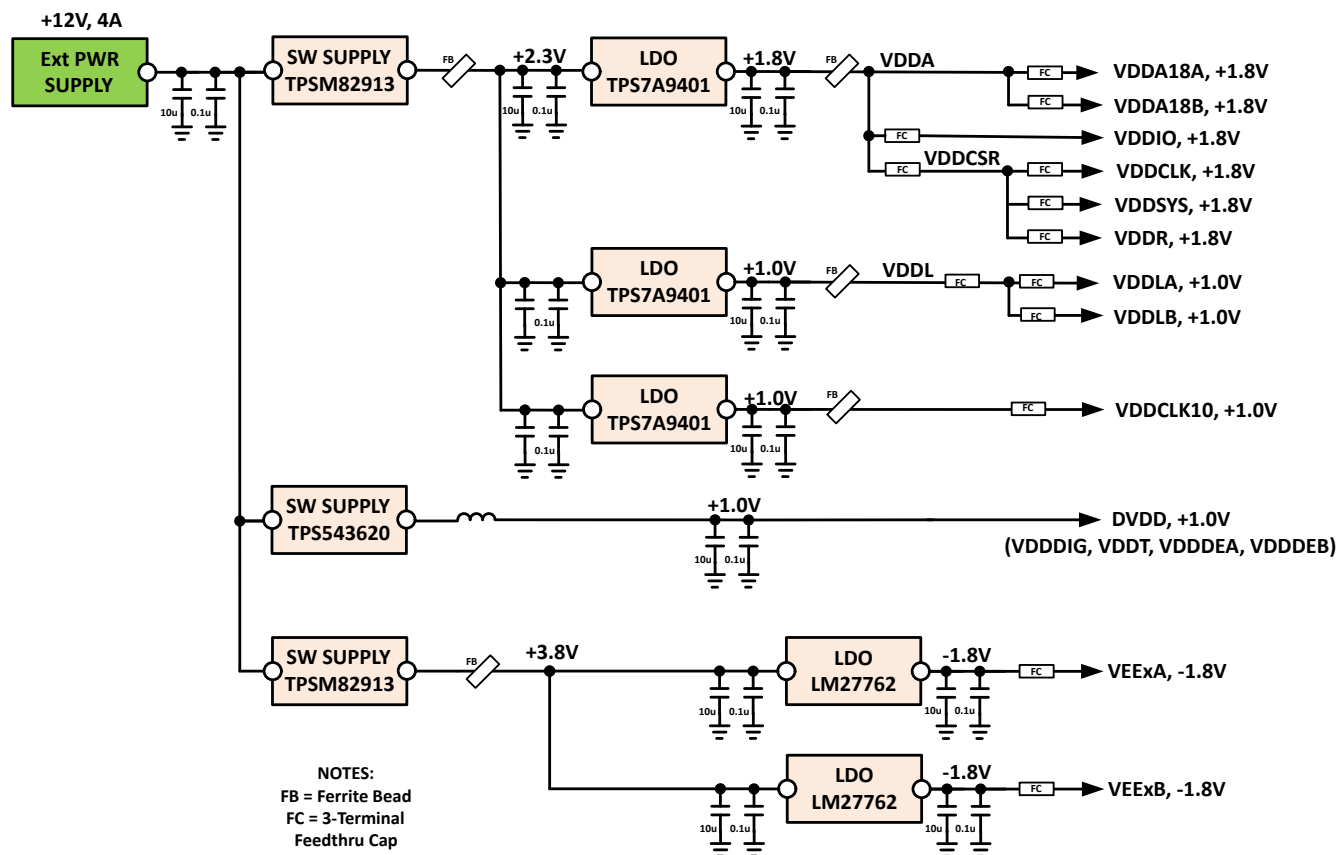 +12V, 4A
Ext PWR
SUPPLY
10u
0.1u
SW SUPPLY
TPSM82913
FB
+2.3V
10u
0.1u
LDO
TPS7A9401
+1.8V
10u
0.1u
FB
VDDA
FC
VDDA18A, +1.8V
VDDA18B, +1.8V
FC
VDDIO, +1.8V
FC
VDDCSR
FC
VDDCLK, +1.8V
FC
VDDSYS, +1.8V
FC
VDDR, +1.8V
0.1u
LDO
TPS7A9401
+1.0V
10u
0.1u
FB
VDDL
FC
FC
VDDLA, +1.0V
FC
VDDLB, +1.0V
0.1u
LDO
TPS7A9401
+1.0V
10u
0.1u
FB
FC
VDDCLK10, +1.0V
SW SUPPLY
TPS543620
+1.0V
10u
0.1u
DVDD, +1.0V
(VDDDIG, VDDT, VDDDEA, VDDDEB)
SW SUPPLY
TPSM82913
FB
+3.8V
10u
0.1u
LDO
LM27762
-1.8V
10u
0.1u
FC
VEExA, -1.8V
10u
0.1u
LDO
LM27762
-1.8V
10u
0.1u
FC
VEExB, -1.8V
NOTES:
FB = Ferrite Bead
FC = 3-Terminal
Feedthru Cap